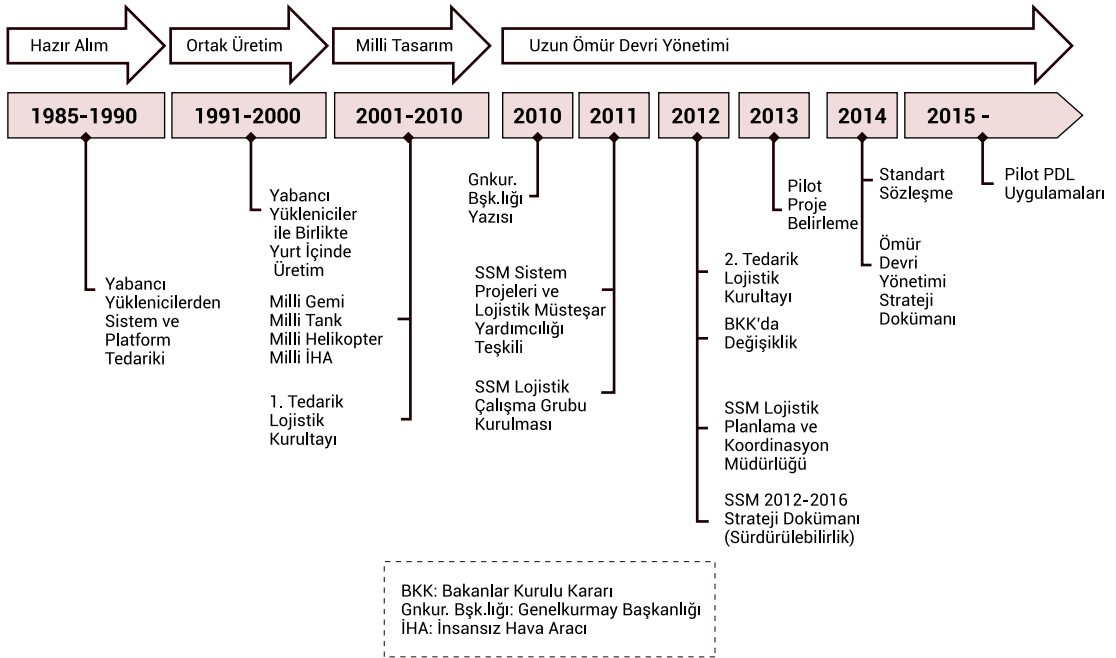 Hazır Alım
Ortak Üretim
Milli Tasarım
Uzun Ömür Devri Yönetimi
1985-1990
1991-2000
2001-2010
2010
2011
2012
2013
2014
2015 -
Yabancı
Yüklenicilerden
Sistem ve
Platform
Tedariki
Yabancı
Yükleniciler
ile Birlikte
Yurt İçinde
Üretim
Milli Gemi
Milli Tank
Milli Helikopter
Milli İHA
1. Tedarik
Lojistik
Kurultayı
Gnkur.
Bşk.lığı
Yazısı
SSM Sistem
Projeleri ve
Lojistik Müsteşar
Yardımcılığı
Teşkili
SSM Lojistik
Çalışma Grubu
Kurulması
2. Tedarik
Lojistik
Kurultayı
BKK'da
Değişiklik
SSM Lojistik
Planlama ve
Koordinasyon
Müdürlüğü
SSM 2012-2016
Strateji Dokümanı
(Sürdürülebilirlik)
Pilot
Proje
Belirleme
Standart
Sözleşme
Ömür
Devri
Yönetimi
Strateji
Dokümanı
Pilot PDL
Uygulamaları
BKK: Bakanlar Kurulu Kararı
Gnkur. Bşk.lığı: Genelkurmay Başkanlığı
İHA: İnsansız Hava Aracı